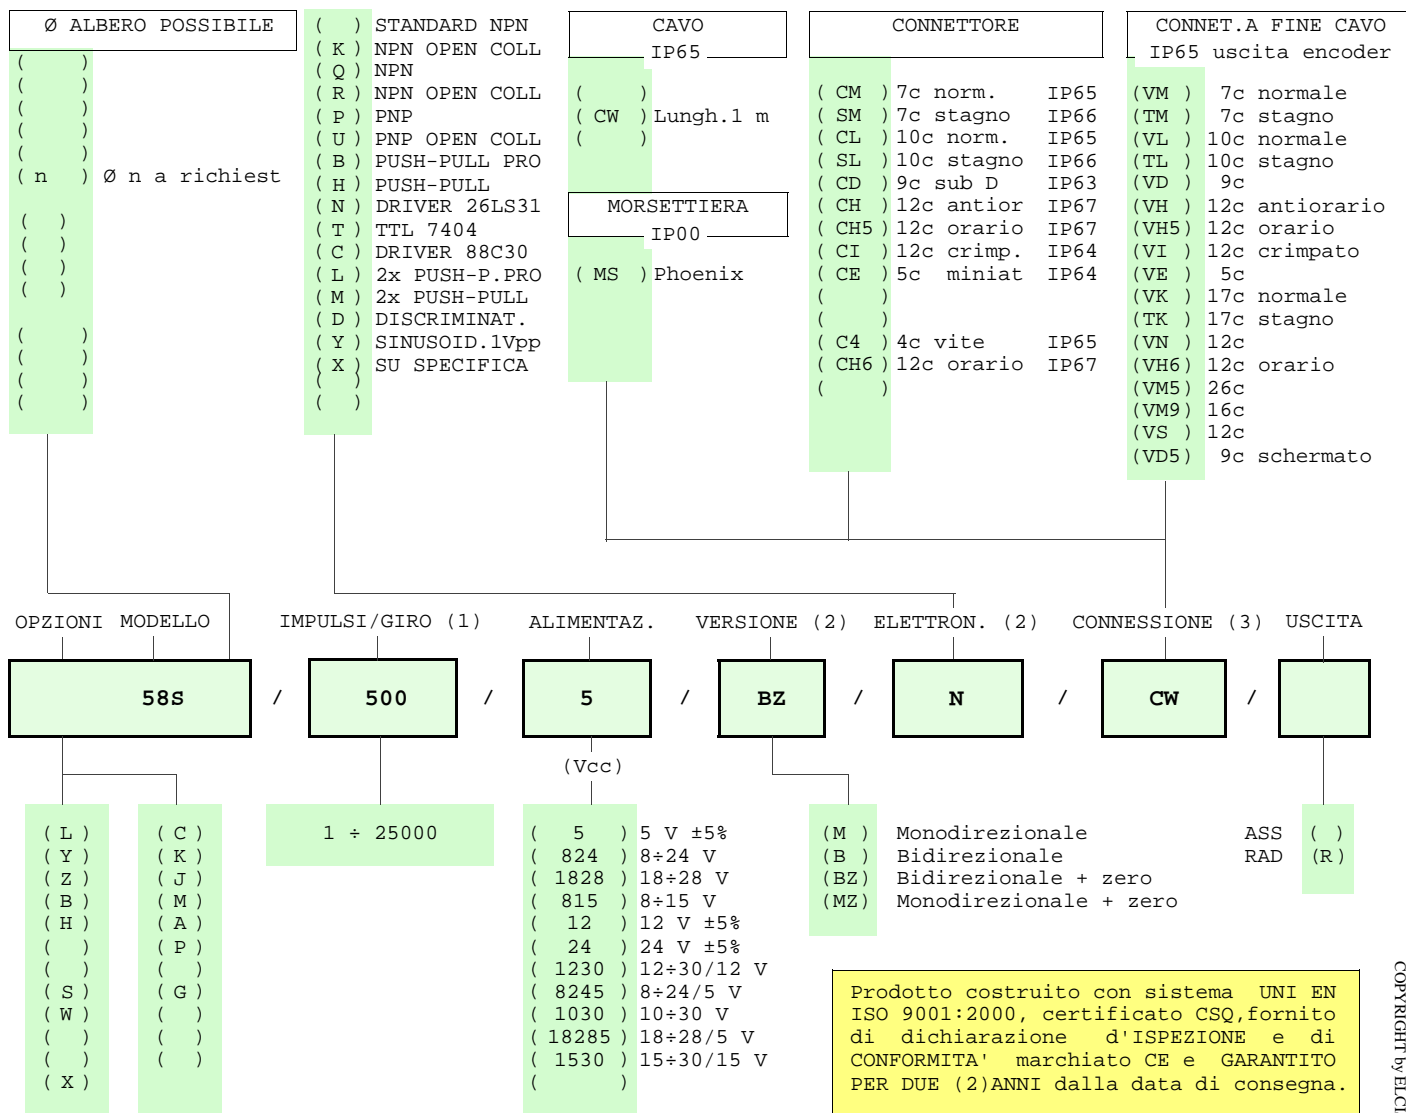 Ø ALBERO POSSIBILE
( )
( )
( )
( )
( )
( n ) Ø n a richiest
( )
( )
( )
( )
( )
( )
( )
( )
( ) STANDARD NPN
( K ) NPN OPEN COLL
( Q ) NPN
( R ) NPN OPEN COLL
( P ) PNP
( U ) PNP OPEN COLL
( B ) PUSH-PULL PRO
( H ) PUSH-PULL
( N ) DRIVER 26LS31
( T ) TTL 7404
( C ) DRIVER 88C30
( L ) 2x PUSH-P.PRO
( M ) 2x PUSH-PULL
( D ) DISCRIMINAT.
( Y ) SINUSOID.1Vpp
( X ) SU SPECIFICA
( )
( )
CAVO
IP65
( )
( CW ) Lungh.1 m
( )
MORSETTIERA
IP00
( MS ) Phoenix
CONNETTORE
( CM ) 7c norm. IP65
( SM ) 7c stagno IP66
( CL ) 10c norm. IP65
( SL ) 10c stagno IP66
( CD ) 9c sub D IP63
( CH ) 12c antior IP67
( CH5 ) 12c orario IP67
( CI ) 12c crimp. IP64
( CE ) 5c miniat IP64
( )
( )
( C4 ) 4c vite IP65
( CH6 ) 12c orario IP67
( )
CONNET.A FINE CAVO
IP65 uscita encoder
(VM ) 7c normale
(TM ) 7c stagno
(VL ) 10c normale
(TL ) 10c stagno
(VD ) 9c
(VH ) 12c antiorario
(VH5) 12c orario
(VI ) 12c crimpato
(VE ) 5c
(VK ) 17c normale
(TK ) 17c stagno
(VN ) 12c
(VH6) 12c orario
(VM5) 26c
(VM9) 16c
(VS ) 12c
(VD5) 9c schermato
OPZIONI MODELLO IMPULSI/GIRO (1) ALIMENTAZ. VERSIONE (2) ELETTRON. (2) CONNESSIONE (3) USCITA
58S / 500 / 5 / BZ / N / CW /
(Vcc)
( L )
( Y )
( Z )
( B )
( H )
( )
( )
( S )
( W )
( )
( )
( X )
( C )
( K )
( J )
( M )
( A )
( P )
( )
( G )
( )
( )
( )
1 ÷ 25000
( 5 ) 5 V ±5%
( 824 ) 8÷24 V
( 1828 ) 18÷28 V
( 815 ) 8÷15 V
( 12 ) 12 V ±5%
( 24 ) 24 V ±5%
( 1230 ) 12÷30/12 V
( 8245 ) 8÷24/5 V
( 1030 ) 10÷30 V
( 18285 ) 18÷28/5 V
( 1530 ) 15÷30/15 V
( )
(M ) Monodirezionale
(B ) Bidirezionale
(BZ) Bidirezionale + zero
(MZ) Monodirezionale + zero
ASS ( )
RAD (R)
Prodotto costruito con sistema UNI EN
ISO 9001:2000, certificato CSQ,fornito
di dichiarazione d'ISPEZIONE e di
CONFORMITA' marchiato CE e GARANTITO
PER DUE (2)ANNI dalla data di consegna.
COPYRIGHT by